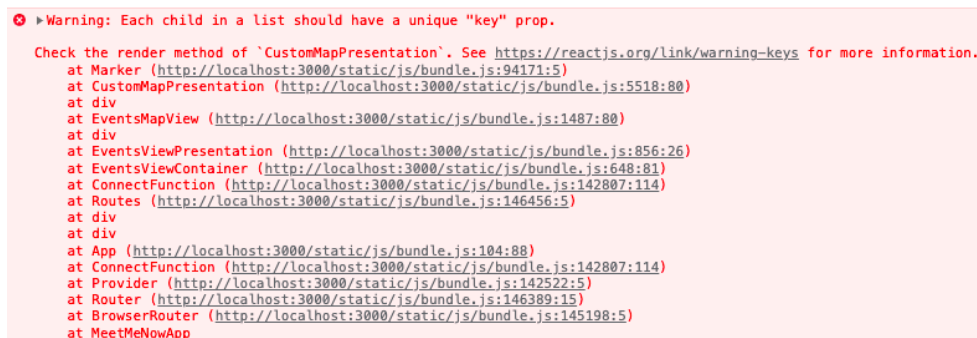 Warning: Each child in a list should have a unique "key" prop.
Check the render method of `CustomMapPresentation`. See https://reactjs.org/link/warning-keys for more information.
at Marker (http://localhost:3000/static/js/bundle.js:94171:5)
at CustomMapPresentation (http://localhost:3000/static/js/bundle.js:5518:80)
at div
at EventsMapView (http://localhost:3000/static/js/bundle.js:1487:80)
at div
at EventsViewPresentation (http://localhost:3000/static/js/bundle.js:856:26)
at EventsViewContainer (http://localhost:3000/static/js/bundle.js:648:81)
at ConnectFunction (http://localhost:3000/static/js/bundle.js:142807:114)
at Routes (http://localhost:3000/static/js/bundle.js:146456:5)
at div
at div
at App (http://localhost:3000/static/js/bundle.js:104:88)
at ConnectFunction (http://localhost:3000/static/js/bundle.js:142807:114)
at Provider (http://localhost:3000/static/js/bundle.js:142522:5)
at Router (http://localhost:3000/static/js/bundle.js:146389:15)
at BrowserRouter (http://localhost:3000/static/js/bundle.js:145198:5)
at MeetMeNowApp